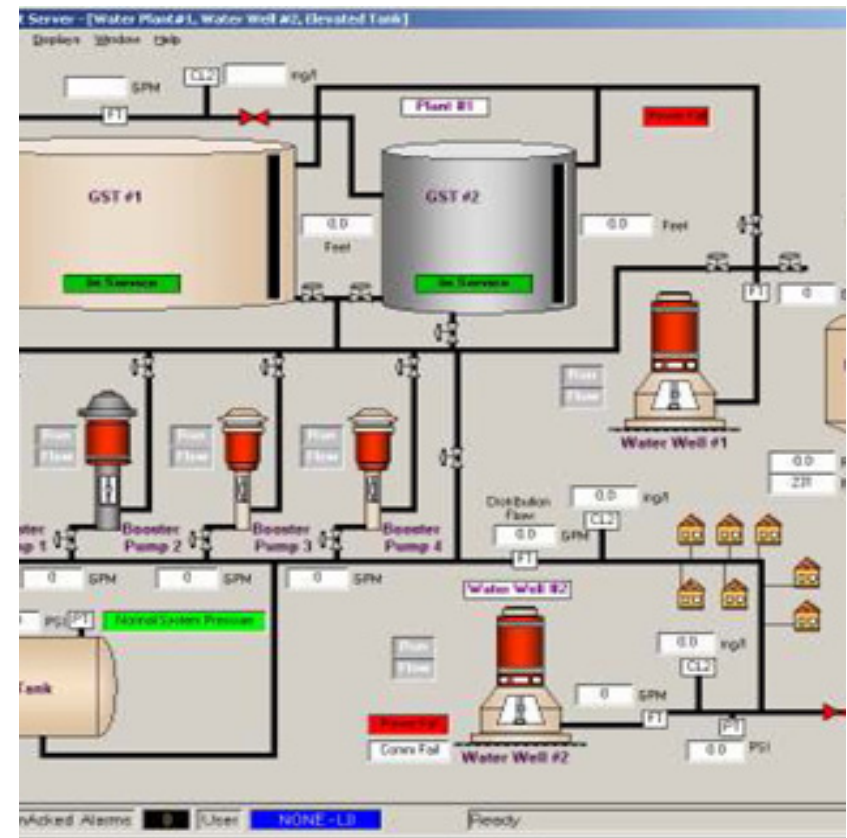 t Server - [Water Plant#1, Water Well #2, Elevated Tank]
Displays Window Help
GPM
CL2
mg/l
FT
Plant #1
Power Fail
GST #1
GST #2
0.0
Feet
0.0
Feet
In Service
In Service
FT
0
Run
Flow
Water Well #1
Run
Flow
Run
Flow
Run
Flow
0.0
231
Distribution
Flow
0.0
GPM
FT
0.0
mg/l
CL2
Booster
Pump 2
Booster
Pump 3
Booster
Pump 4
0
GPM
0
GPM
0
GPM
Water Well #2
PSI
PT
Normal System Pressure
Tank
Run
Flow
0.0
mg/l
CL2
0
GPM
FT
Power Fail
Comm Fail
Water Well #2
PT
0.0
PSI
nAcked Alarms
0
User
NONE - L0
Ready